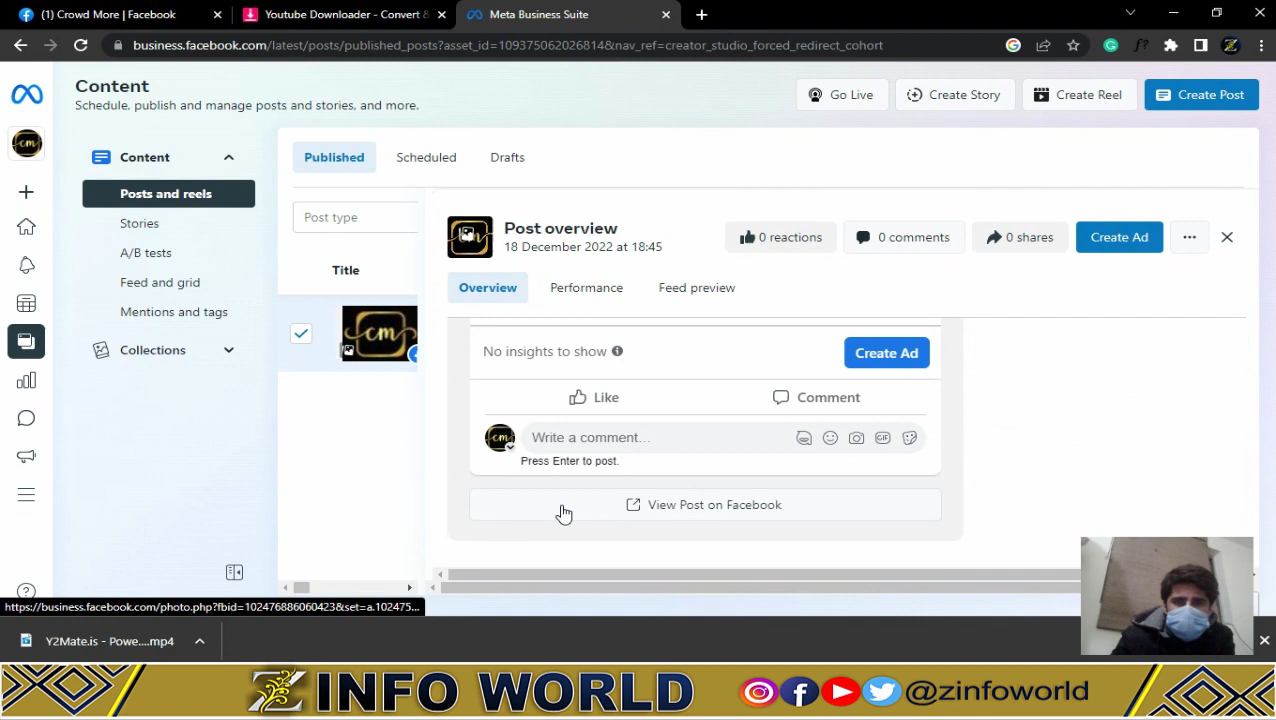 (1) Crowd More | Facebook
Youtube Downloader - Convert &
Meta Business Suite
business.facebook.com/latest/posts/published_posts?asset_id=109375062026814&nav_ref=creator_studio_forced_redirect_cohort
Content
Schedule, publish and manage posts and stories, and more.
Go Live
Create Story
Create Reel
Create Post
Content
Posts and reels
Stories
A/B tests
Feed and grid
Mentions and tags
Collections
Published
Scheduled
Drafts
Post type
Title
cm
Post overview
18 December 2022 at 18:45
0 reactions
0 comments
0 shares
Create Ad
Overview
Performance
Feed preview
No insights to show
Create Ad
Like
Comment
Write a comment...
GIF
Press Enter to post.
View Post on Facebook
https://business.facebook.com/photo.php?fbid=102476886060423&set=a.102475...
Y2Mate.is - Powe....mp4
Z INFO WORLD
@zinfoworld